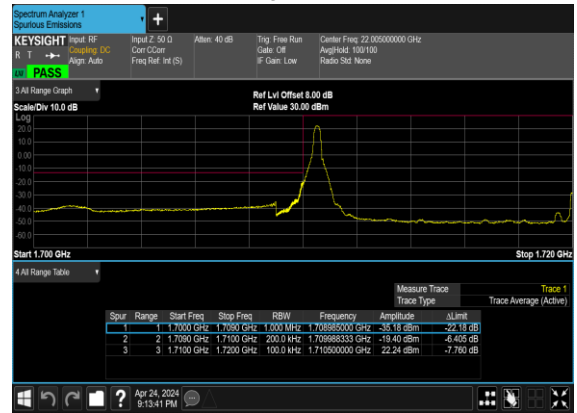 Spectrum Analyzer 1
Spurious Emissions
KEYSIGHT Input: RF Input Z: 50 Ω Atten: 40 dB Trig: Free Run Center Freq: 22.005000000 GHz
R T Coupling: DC Corr CCorr Gate: Off Avg|Hold: 100/100
Align: Auto Freq Ref: Int (S) IF Gain: Low Radio Std: None
PASS
3 All Range Graph
Ref Lvl Offset 8.00 dB
Scale/Div 10.0 dB Ref Value 30.00 dBm
Log
20.0
10.0
0.00
-10.0
-20.0
-30.0
-40.0
-50.0
-60.0
Start 1.700 GHz Stop 1.720 GHz
4 All Range Table
Measure Trace Trace 1
Trace Type Trace Average (Active)
Spur Range Start Freq Stop Freq RBW Frequency Amplitude ΔLimit
1 1 1.7000 GHz 1.7090 GHz 1.000 MHz 1.708985000 GHz -35.18 dBm -22.18 dB
2 2 1.7090 GHz 1.7100 GHz 200.0 kHz 1.709988333 GHz -19.40 dBm -6.405 dB
3 3 1.7100 GHz 1.7200 GHz 100.0 kHz 1.710500000 GHz 22.24 dBm -7.760 dB
? Apr 24, 2024
9:13:41 PM